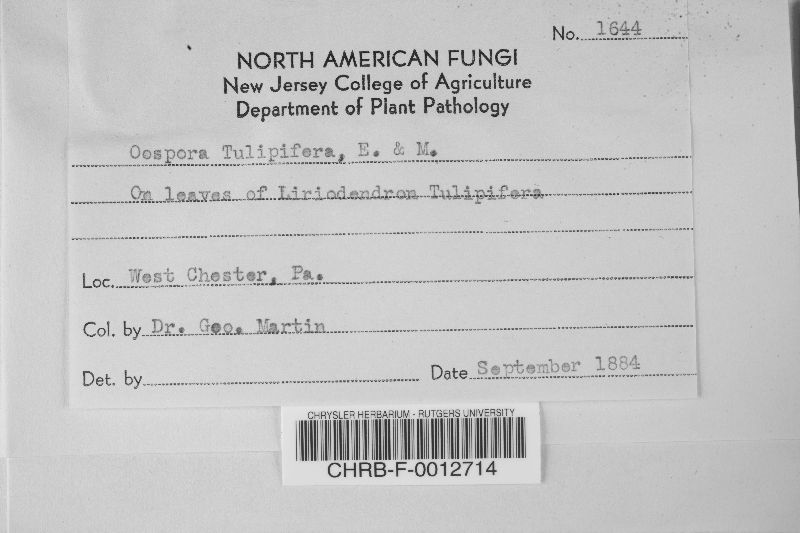 No. 1644
NORTH AMERICAN FUNGI
New Jersey College of Agriculture
Department of Plant Pathology
Oospora Tulipifera, E. & M.
On leaves of Liriodendron Tulipifera
Loc. West Chester, Pa.
Col. by Dr. Geo. Martin
Det. by
Date September 1884
CHRYSLER HERBARIUM - RUTGERS UNIVERSITY
CHRB-F-0012714